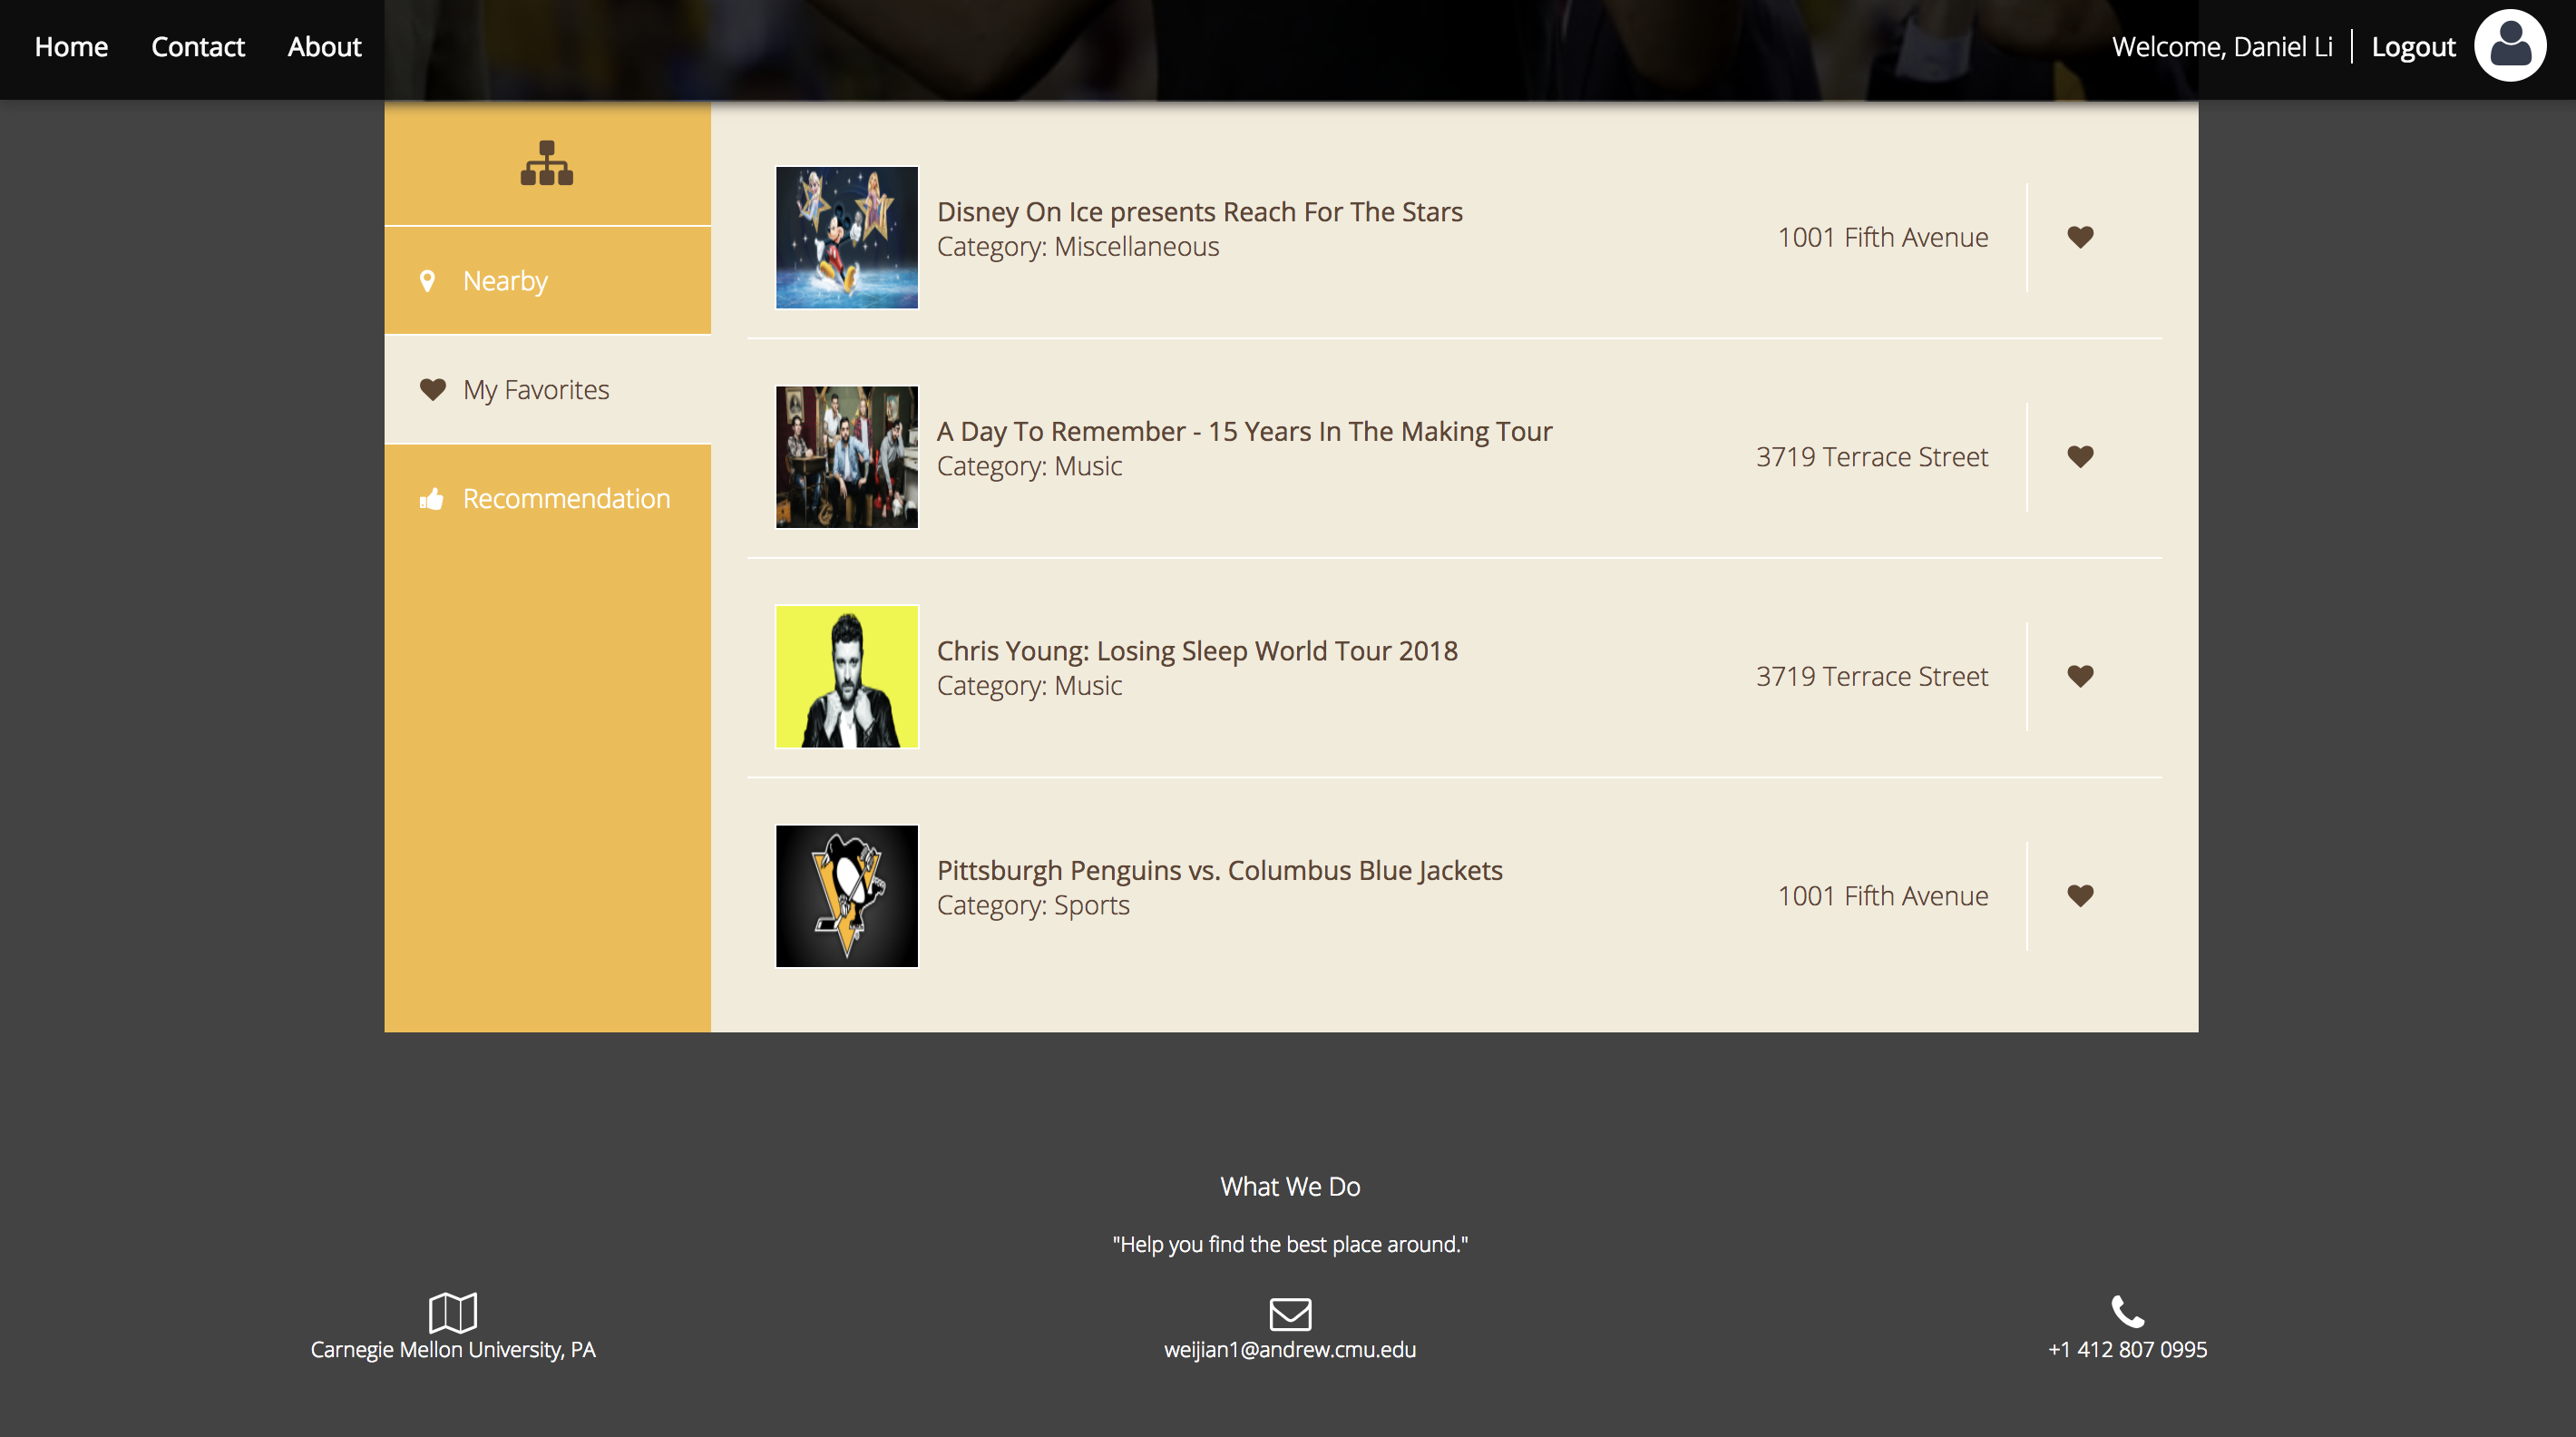 Home Contact About Welcome, Daniel Li Logout
Nearby
My Favorites
Recommendation
Disney On Ice presents Reach For The Stars
Category: Miscellaneous
1001 Fifth Avenue
A Day To Remember - 15 Years In The Making Tour
Category: Music
3719 Terrace Street
Chris Young: Losing Sleep World Tour 2018
Category: Music
3719 Terrace Street
Pittsburgh Penguins vs. Columbus Blue Jackets
Category: Sports
1001 Fifth Avenue
What We Do
"Help you find the best place around."
Carnegie Mellon University, PA
weijian1@andrew.cmu.edu
+1 412 807 0995